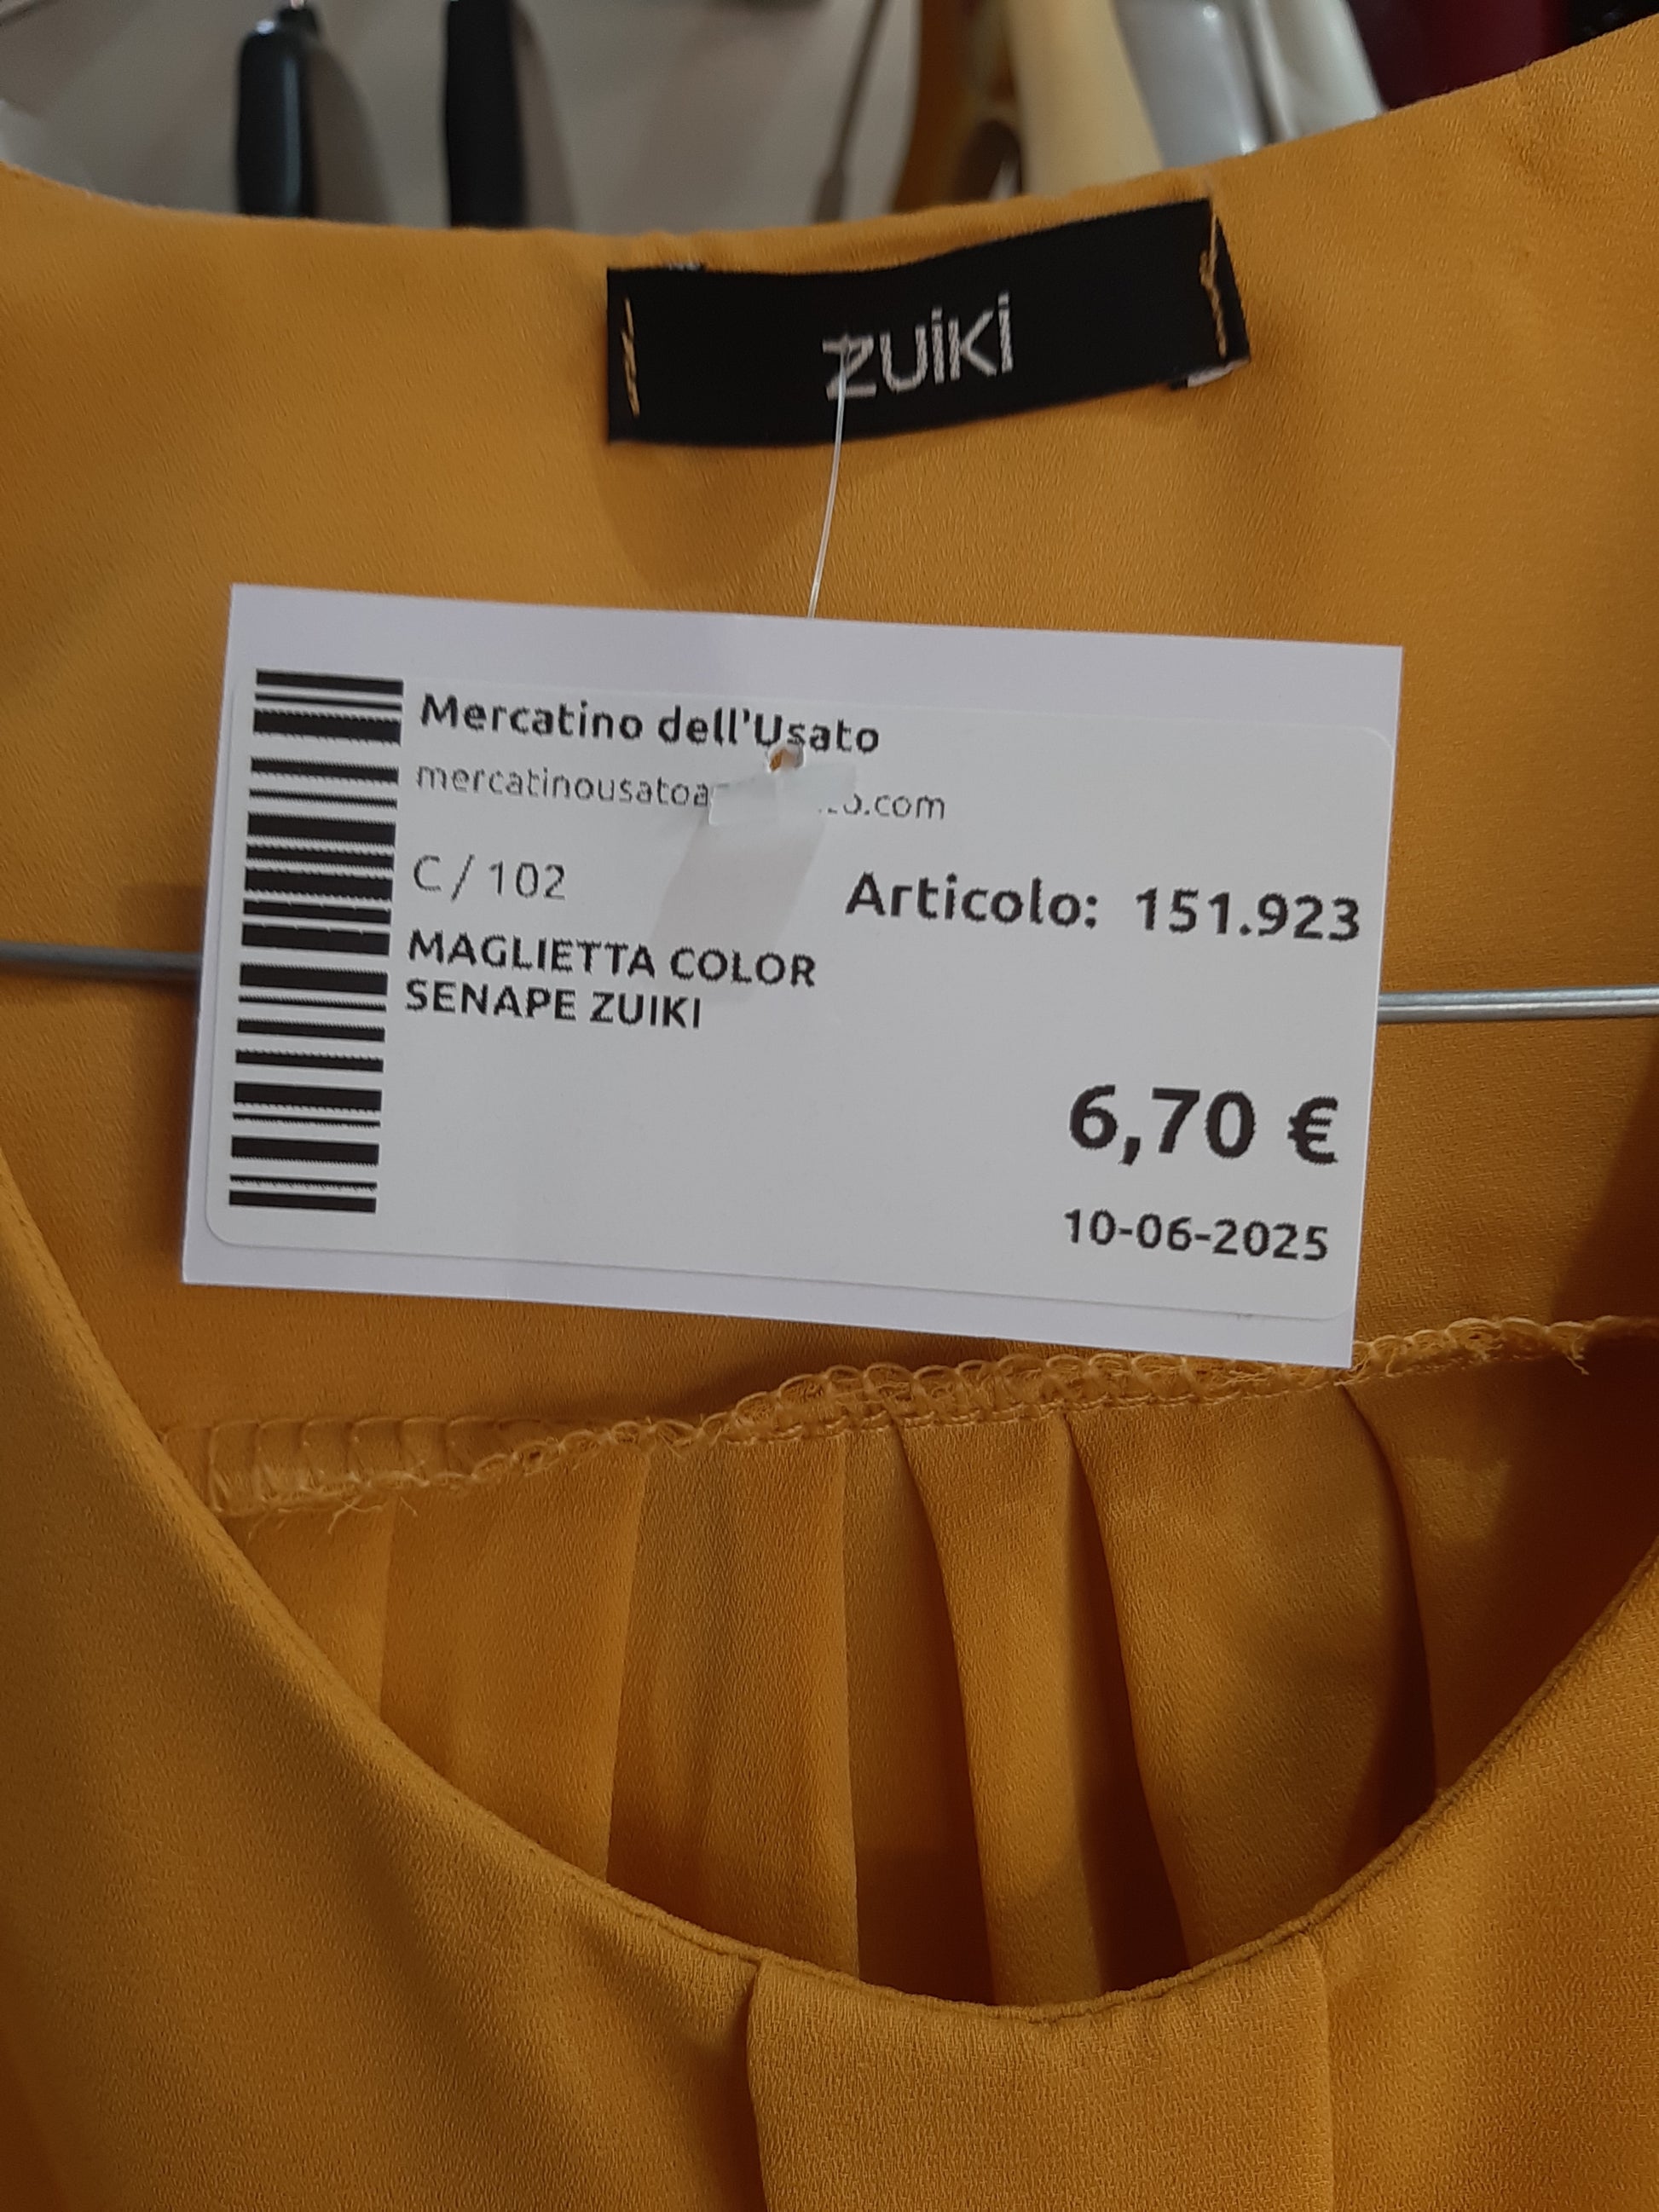 ZUiKi
Mercatino dell'Usato
C / 102
Articolo: 151.923
MAGLIETTA COLOR
SENAPE ZUIKI
6,70 €
10-06-2025